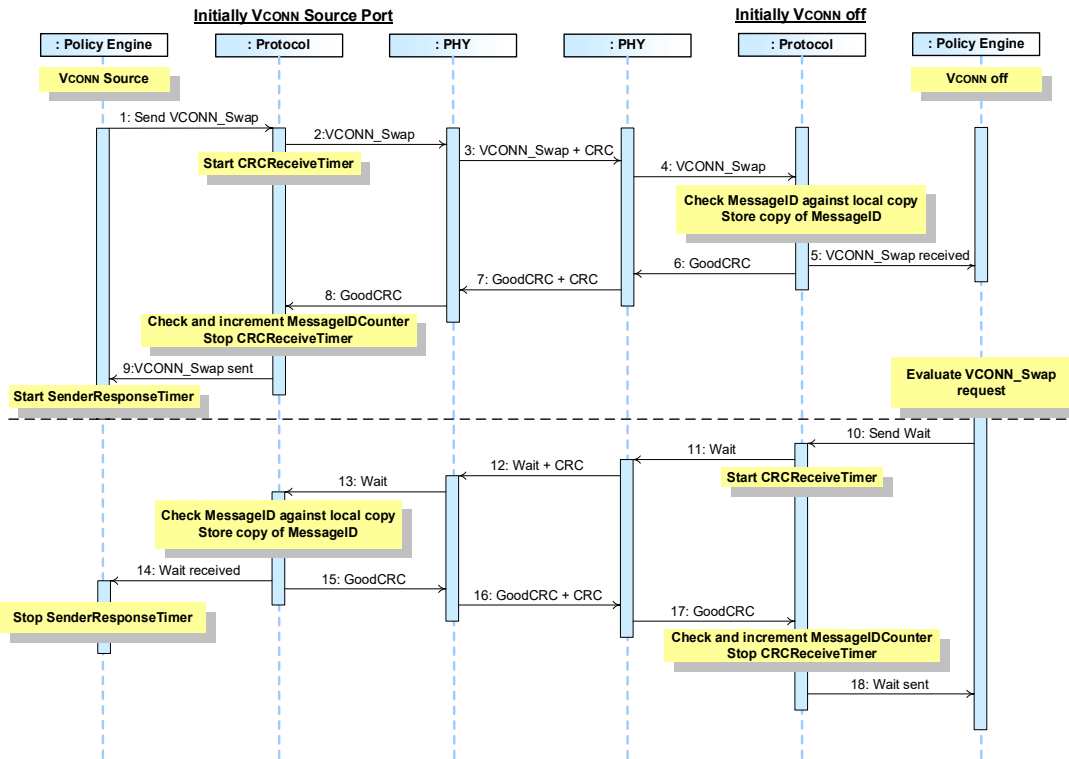 Initially VCONN Source Port
Initially VCONN off
: Policy Engine
: Protocol
: PHY
: PHY
: Protocol
: Policy Engine
VCONN Source
VCONN off
1: Send VCONN_Swap
2:VCONN_Swap
Start CRCReceiveTimer
3: VCONN_Swap + CRC
4: VCONN_Swap
Check MessageID against local copy
Store copy of MessageID
5: VCONN_Swap received
6: GoodCRC
7: GoodCRC + CRC
8: GoodCRC
Check and increment MessageIDCounter
Stop CRCReceiveTimer
9:VCONN_Swap sent
Start SenderResponseTimer
Evaluate VCONN_Swap
request
10: Send Wait
11: Wait
Start CRCReceiveTimer
12: Wait + CRC
13: Wait
Check MessageID against local copy
Store copy of MessageID
14: Wait received
15: GoodCRC
Stop SenderResponseTimer
16: GoodCRC + CRC
17: GoodCRC
Check and increment MessageIDCounter
Stop CRCReceiveTimer
18: Wait sent